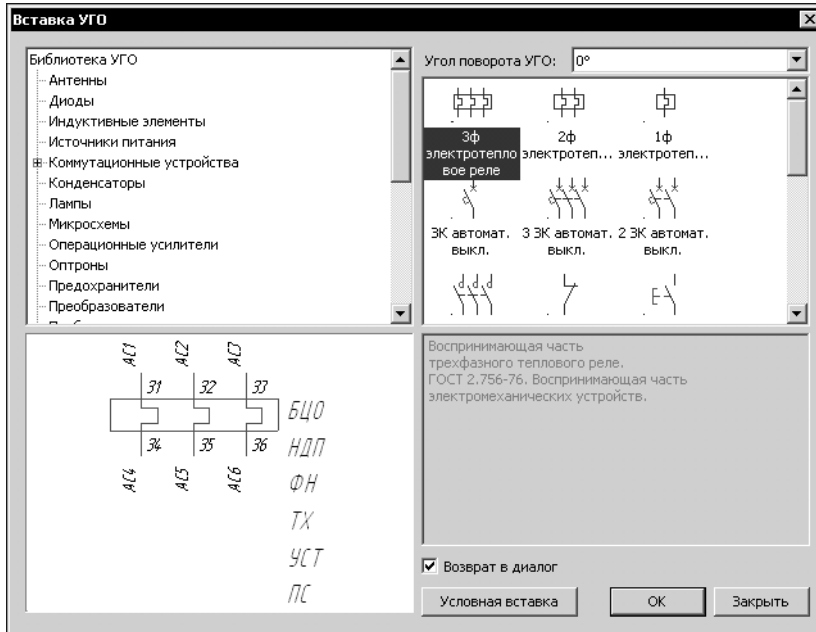 Вставка УГО
Библиотека УГО
Антенны
Диоды
Индуктивные элементы
Источники питания
Коммутационные устройства
Конденсаторы
Лампы
Микросхемы
Операционные усилители
Оптроны
Предохранители
Преобразователи
Угол поворота УГО: 0°
3ф
электротепло
вое реле
2ф
электротеп...
1ф
электротеп...
ЗК автомат.
выкл.
3 ЗК автомат.
выкл.
2 ЗК автомат.
выкл.
АС1 АС2 АС3
31 32 33
34 35 36
АС4 АС5 АС6
БЦО
НДП
ФН
ТХ
УСТ
ПС
Воспринимающая часть
трехфазного теплового реле.
ГОСТ 2.756-76. Воспринимающая часть
электромеханических устройств.
Возврат в диалог
Условная вставка
OK
Закрыть